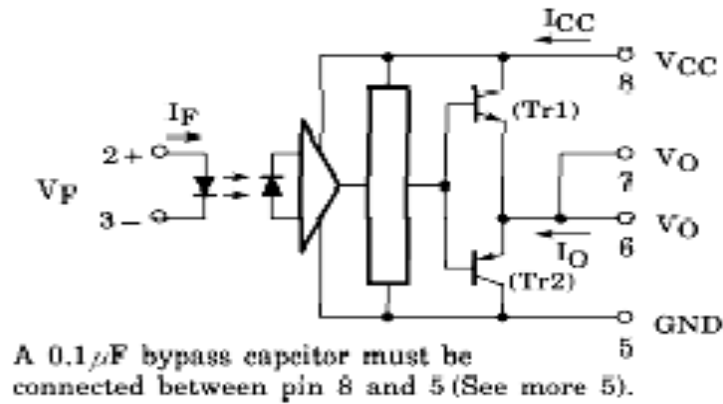 ICC
VCC
8
(Tr1)
IF
2+
VO
7
VF
3−
VO
6
IO
(Tr2)
GND
5
A 0.1μF bypass capcitor must be
connected between pin 8 and 5 (See more 5).